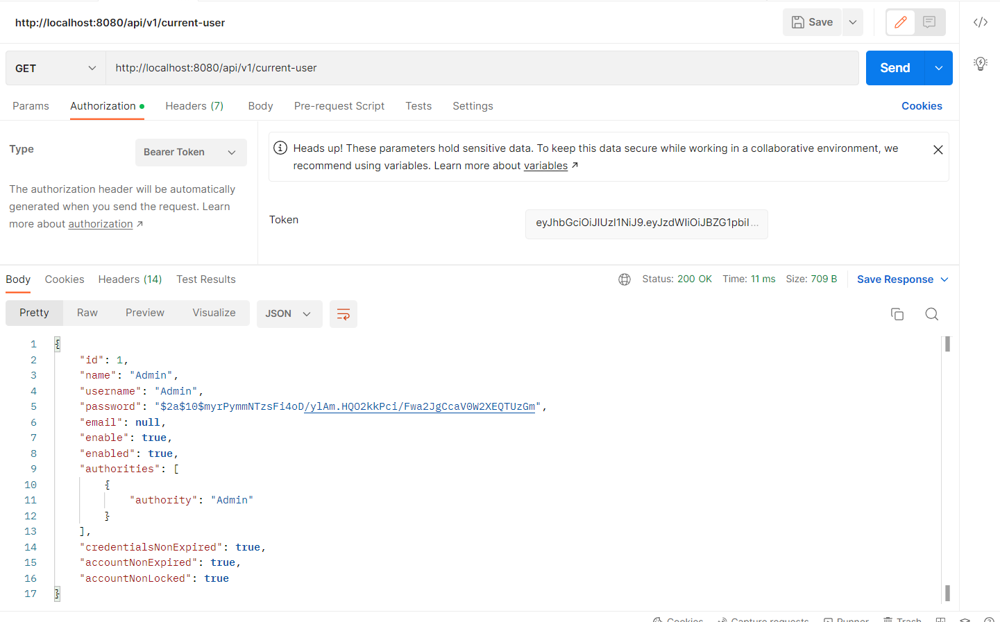 http://localhost:8080/api/v1/current-user
Save
GET
http://localhost:8080/api/v1/current-user
Send
Params
Authorization
Headers (7)
Body
Pre-request Script
Tests
Settings
Cookies
Type
Bearer Token
The authorization header will be automatically
generated when you send the request. Learn
more about authorization ↗
Heads up! These parameters hold sensitive data. To keep this data secure while working in a collaborative environment, we
recommend using variables. Learn more about variables ↗
Token
eyJhbGciOiJIUzI1NiJ9.eyJzdWIiOiJBZG1pbiI...
Body
Cookies
Headers (14)
Test Results
Status: 200 OK
Time: 11 ms
Size: 709 B
Save Response
Pretty
Raw
Preview
Visualize
JSON
1 {
2 "id": 1,
3 "name": "Admin",
4 "username": "Admin",
5 "password": "$2a$10$myrPymmNTzsFi4oD/ylAm.HQO2kkPci/Fwa2JgCcaV0W2XEQTUzGm",
6 "email": null,
7 "enable": true,
8 "enabled": true,
9 "authorities": [
10 {
11 "authority": "Admin"
12 }
13 ],
14 "credentialsNonExpired": true,
15 "accountNonExpired": true,
16 "accountNonLocked": true
17 }
Cookies
Capture requests
Runner
Trash